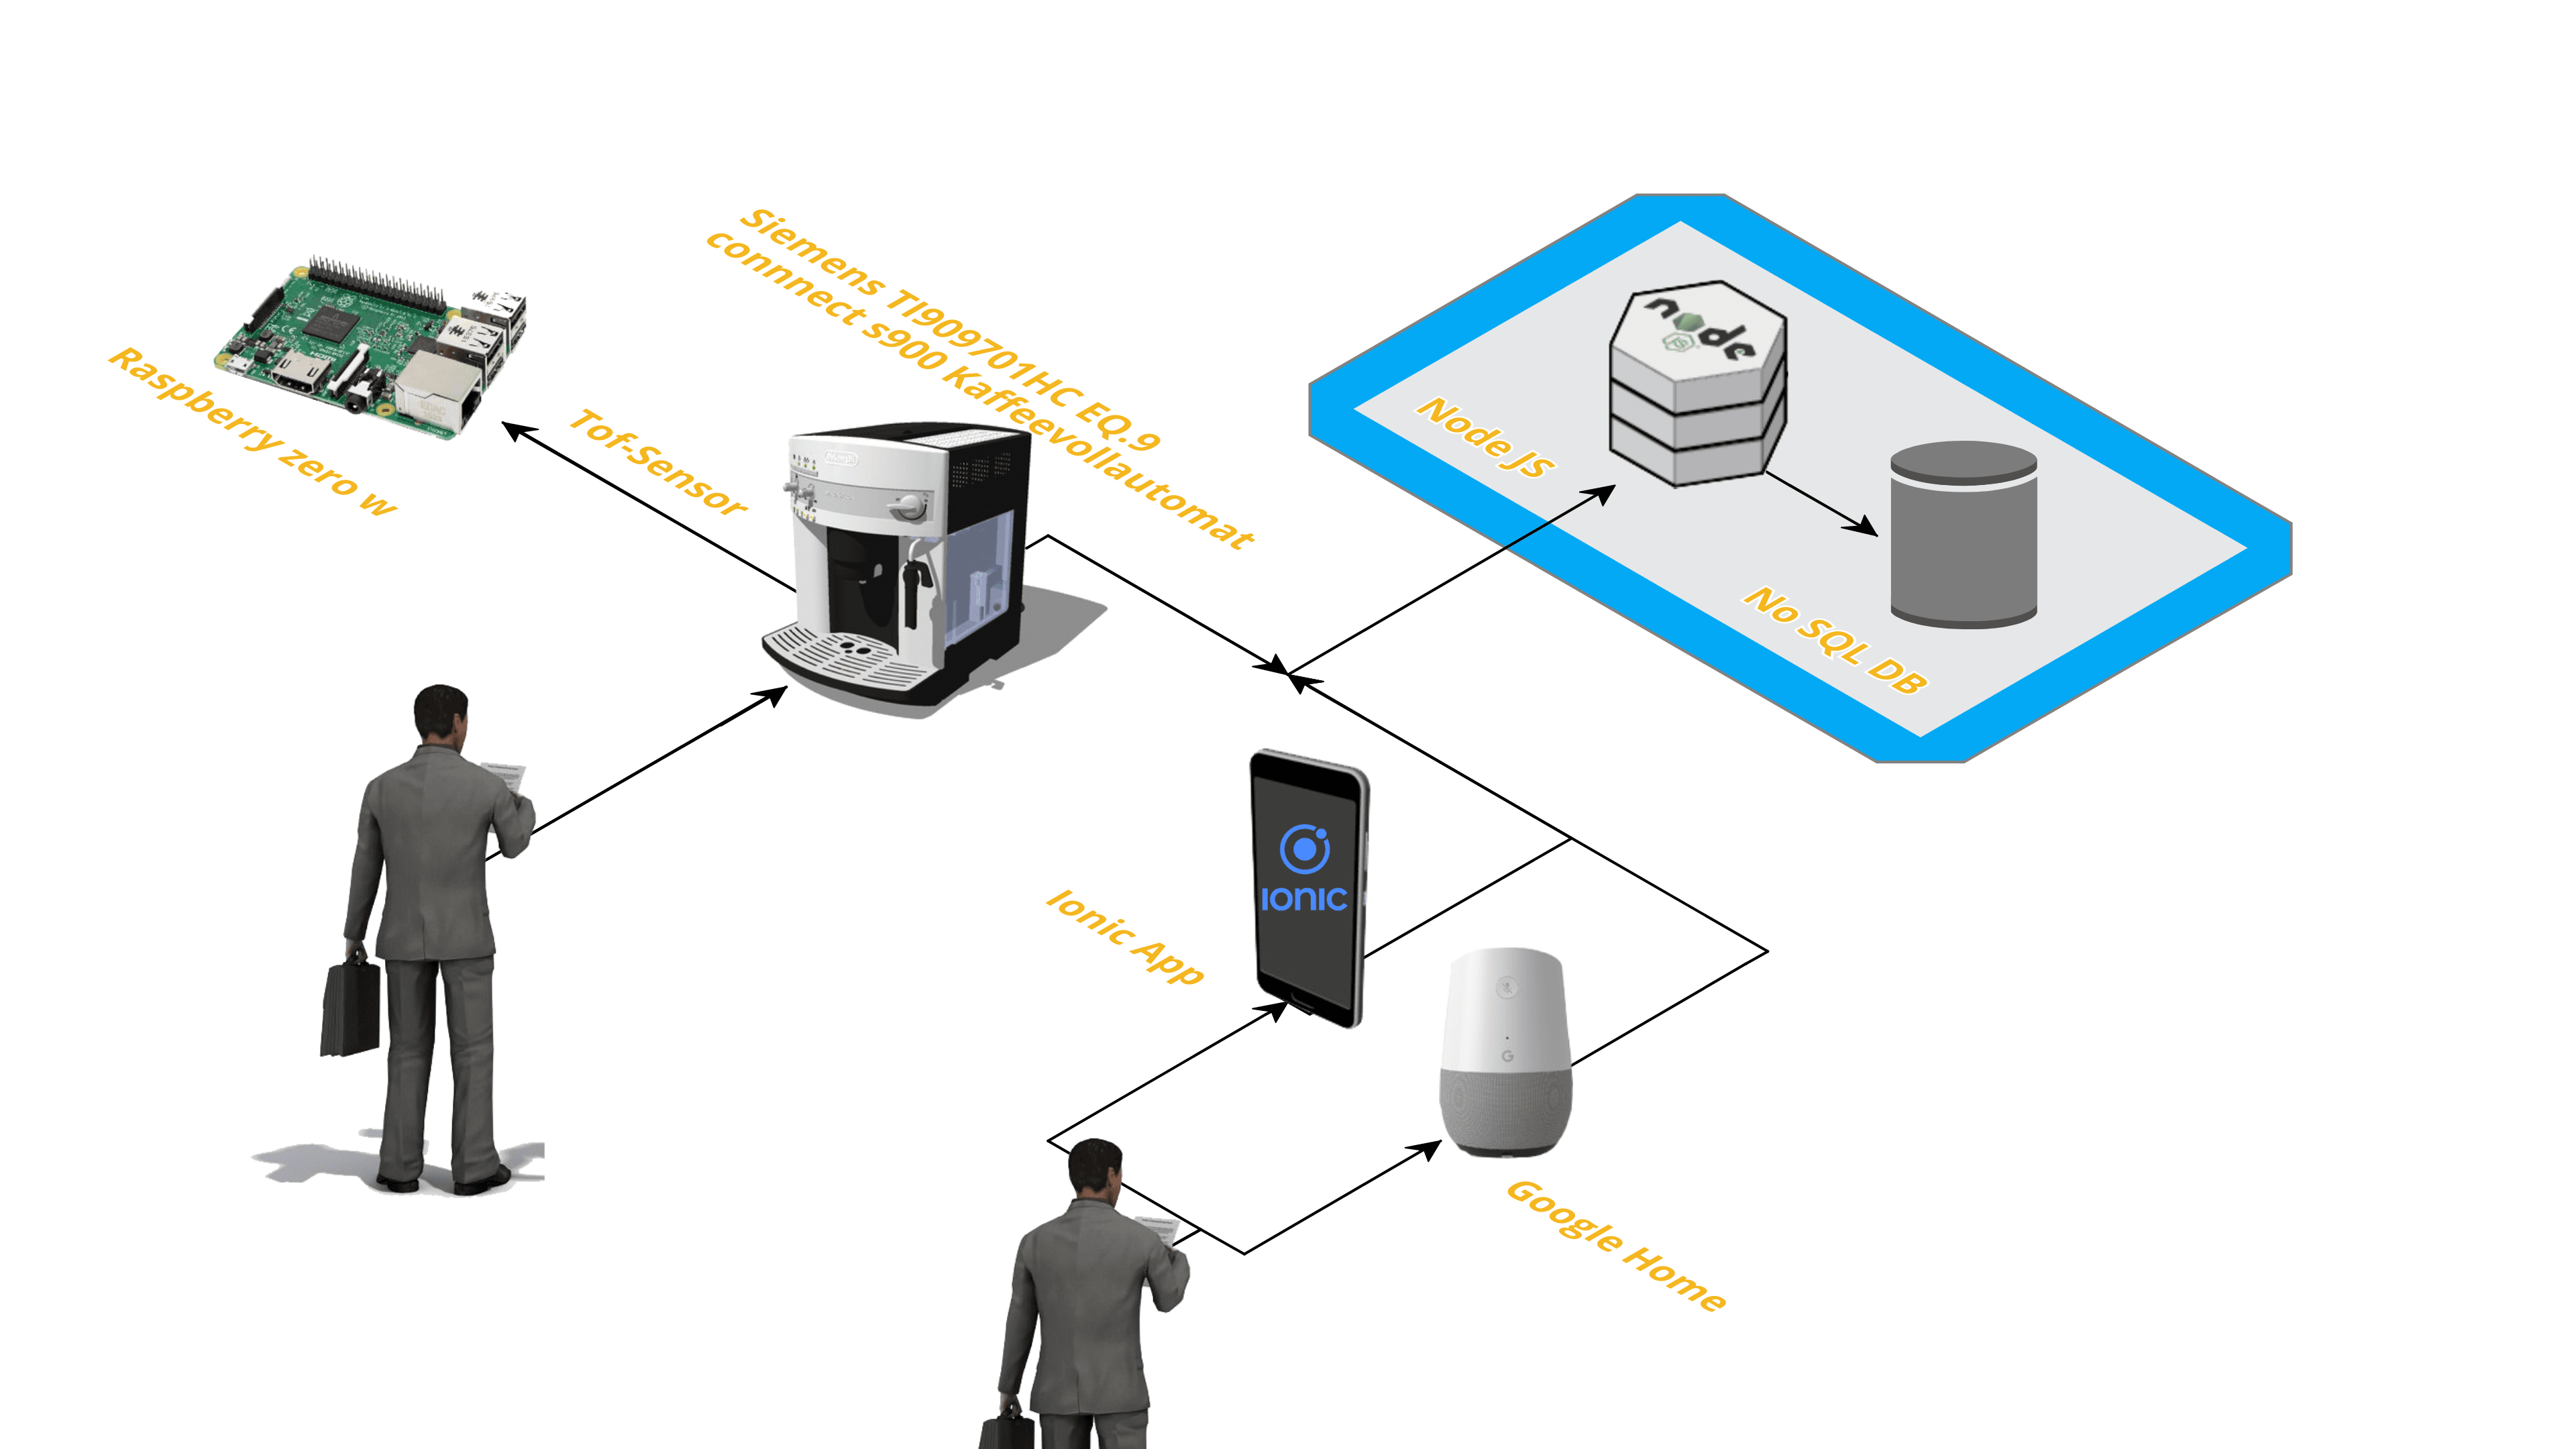 Siemens TI909701HC EQ.9
connnect s900 Kaffeevollautomat
Raspberry zero w
Tof-Sensor
node
JS
Node JS
No SQL DB
IONIC
Ionic App
G
Google Home